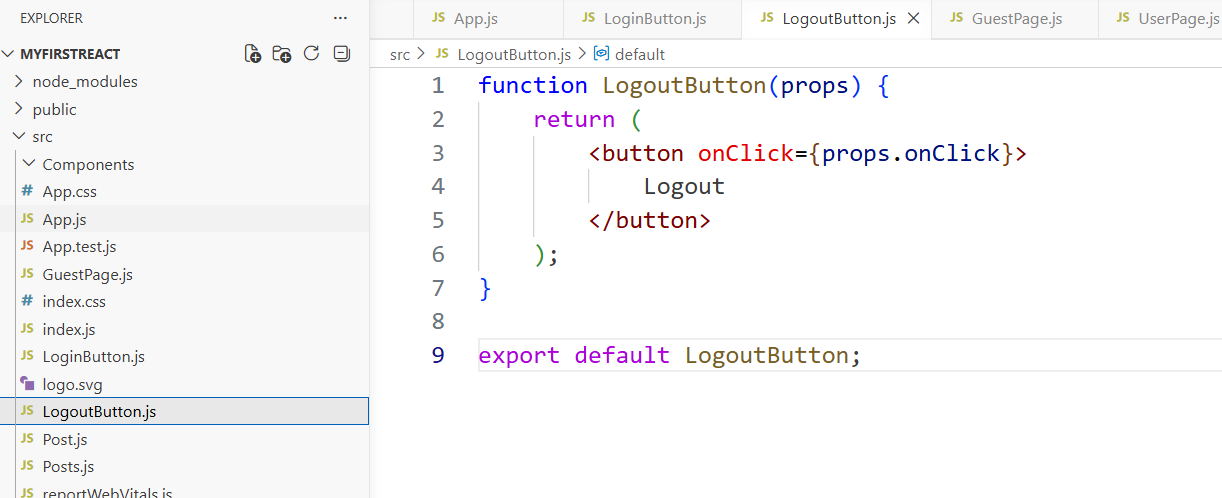 EXPLORER ...
MYFIRSTREACT
node_modules
public
src
Components
# App.css
JS App.js
JS App.test.js
JS GuestPage.js
# index.css
JS index.js
JS LoginButton.js
logo.svg
JS LogoutButton.js
JS Post.js
JS Posts.js
JS reportWebVitals.js
JS App.js JS LoginButton.js JS LogoutButton.js JS GuestPage.js JS UserPage.js
src > JS LogoutButton.js > default
1 function LogoutButton(props) {
2 return (
3 <button onClick={props.onClick}>
4 Logout
5 </button>
6 );
7 }
8
9 export default LogoutButton;